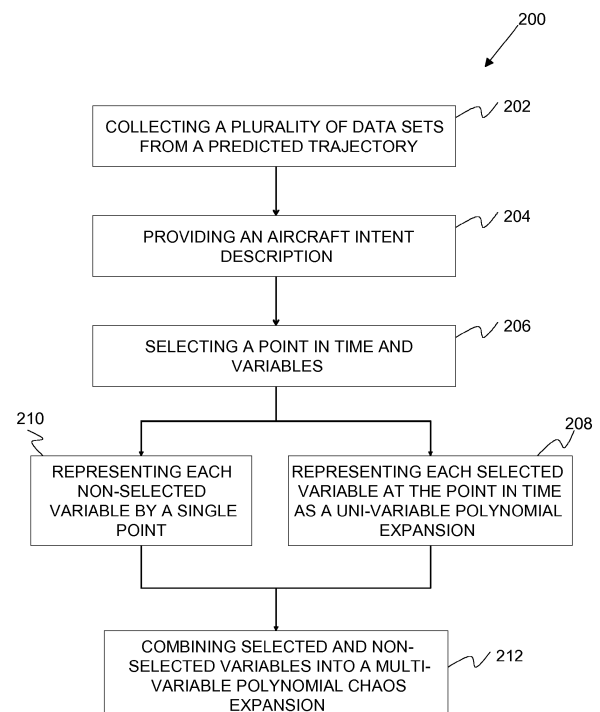 200
202
COLLECTING A PLURALITY OF DATA SETS
FROM A PREDICTED TRAJECTORY
204
PROVIDING AN AIRCRAFT INTENT
DESCRIPTION
206
SELECTING A POINT IN TIME AND
VARIABLES
210
REPRESENTING EACH
NON-SELECTED
VARIABLE BY A SINGLE
POINT
208
REPRESENTING EACH SELECTED
VARIABLE AT THE POINT IN TIME
AS A UNI-VARIABLE POLYNOMIAL
EXPANSION
COMBINING SELECTED AND NON-
SELECTED VARIABLES INTO A MULTI-
VARIABLE POLYNOMIAL CHAOS
EXPANSION
212